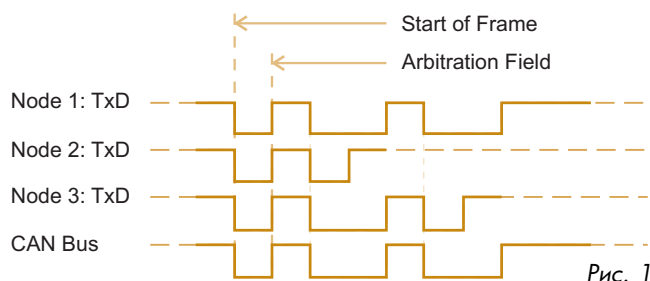 Start of Frame
Arbitration Field
Node 1: TxD
Node 2: TxD
Node 3: TxD
CAN Bus
Рис. 1